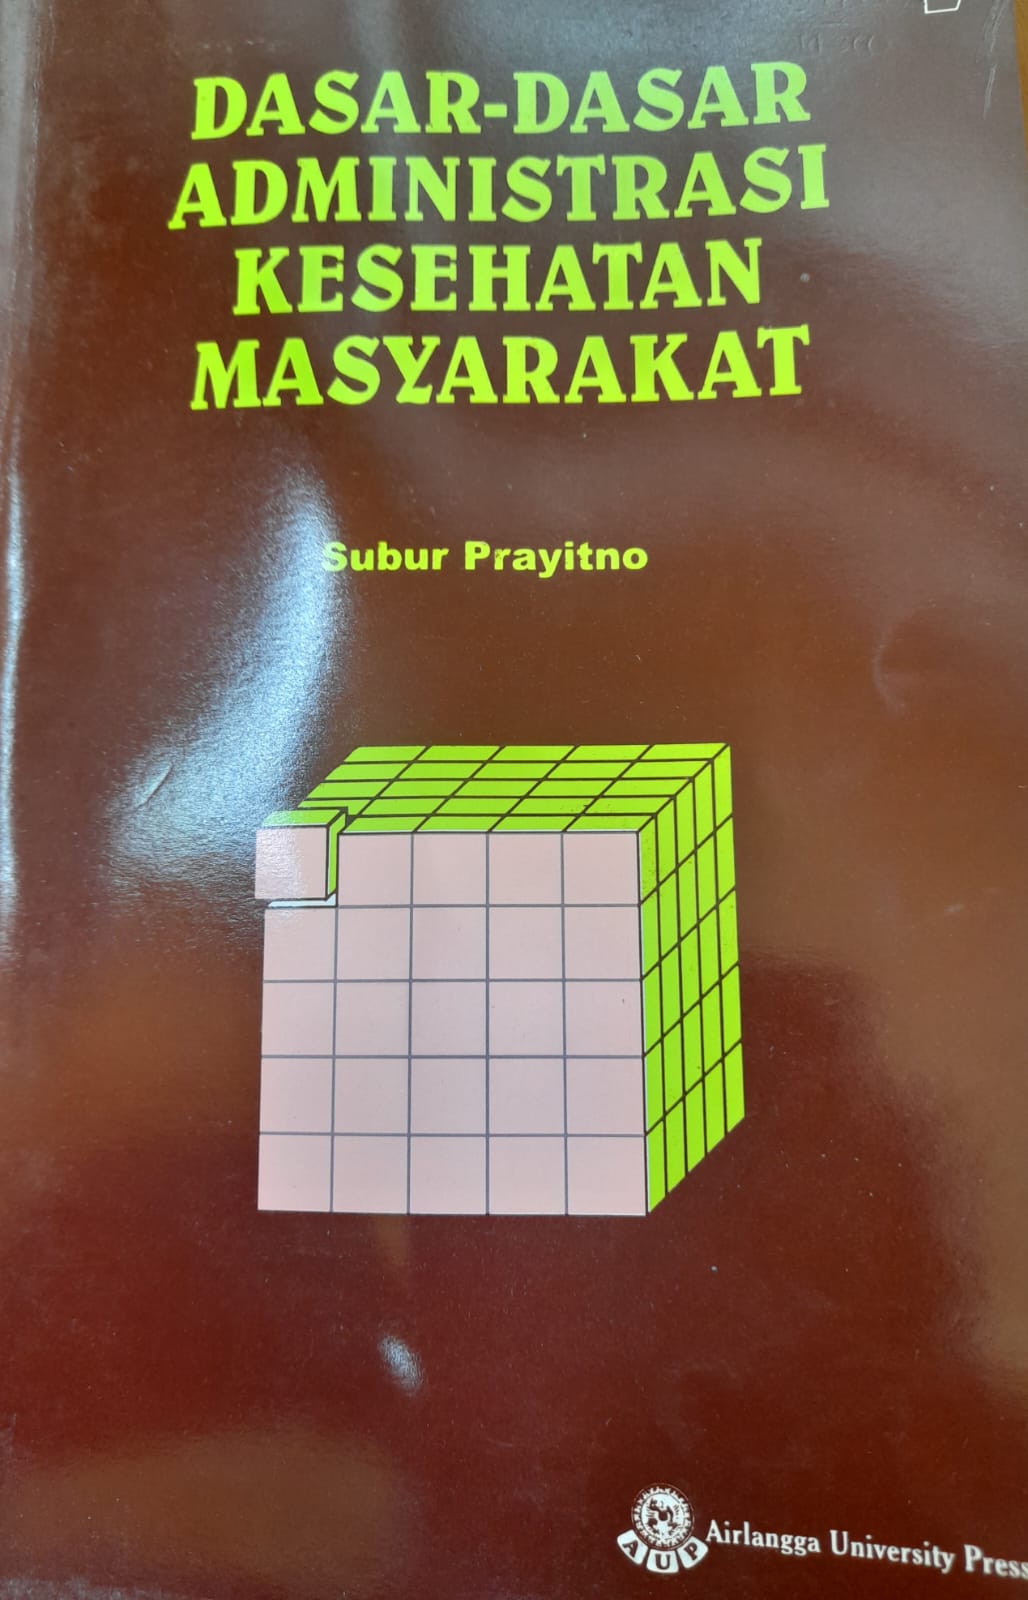 DASAR-DASAR
ADMINISTRASI
KESEHATAN
MASYARAKAT
Subur Prayitno
AUP
Airlangga University Press